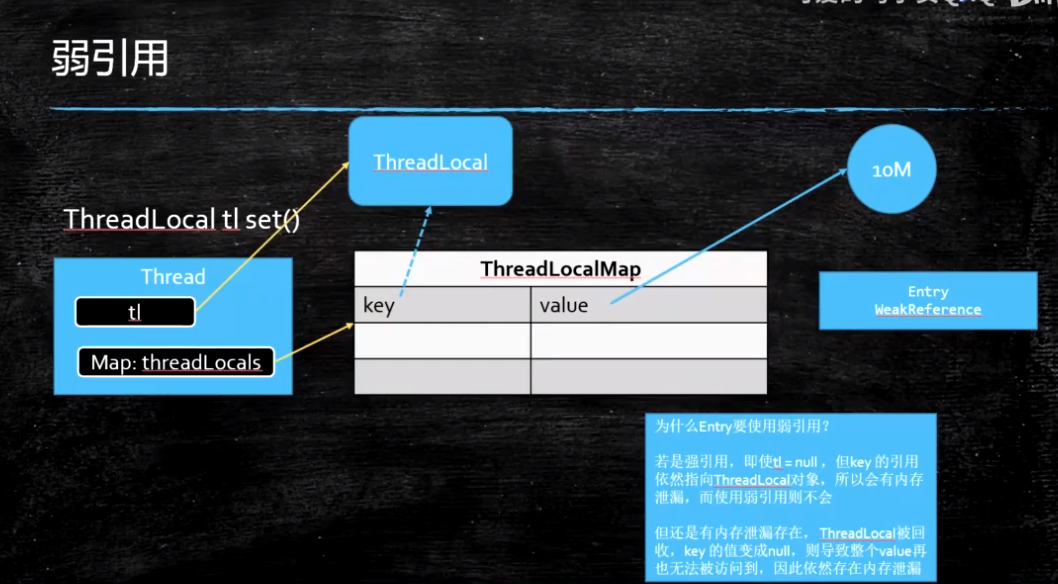 弱引用
ThreadLocal
10M
ThreadLocal tl set()
Thread
tl
Map: threadLocals
ThreadLocalMap
key
value
Entry
WeakReference
为什么Entry要使用弱引用?
若是强引用，即使tl = null ，但key 的引用
依然指向ThreadLocal对象，所以会有内存
泄漏，而使用弱引用则不会
但还是有内存泄漏存在，ThreadLocal被回
收，key 的值变成null，则导致整个value再
也无法被访问到，因此依然存在内存泄漏